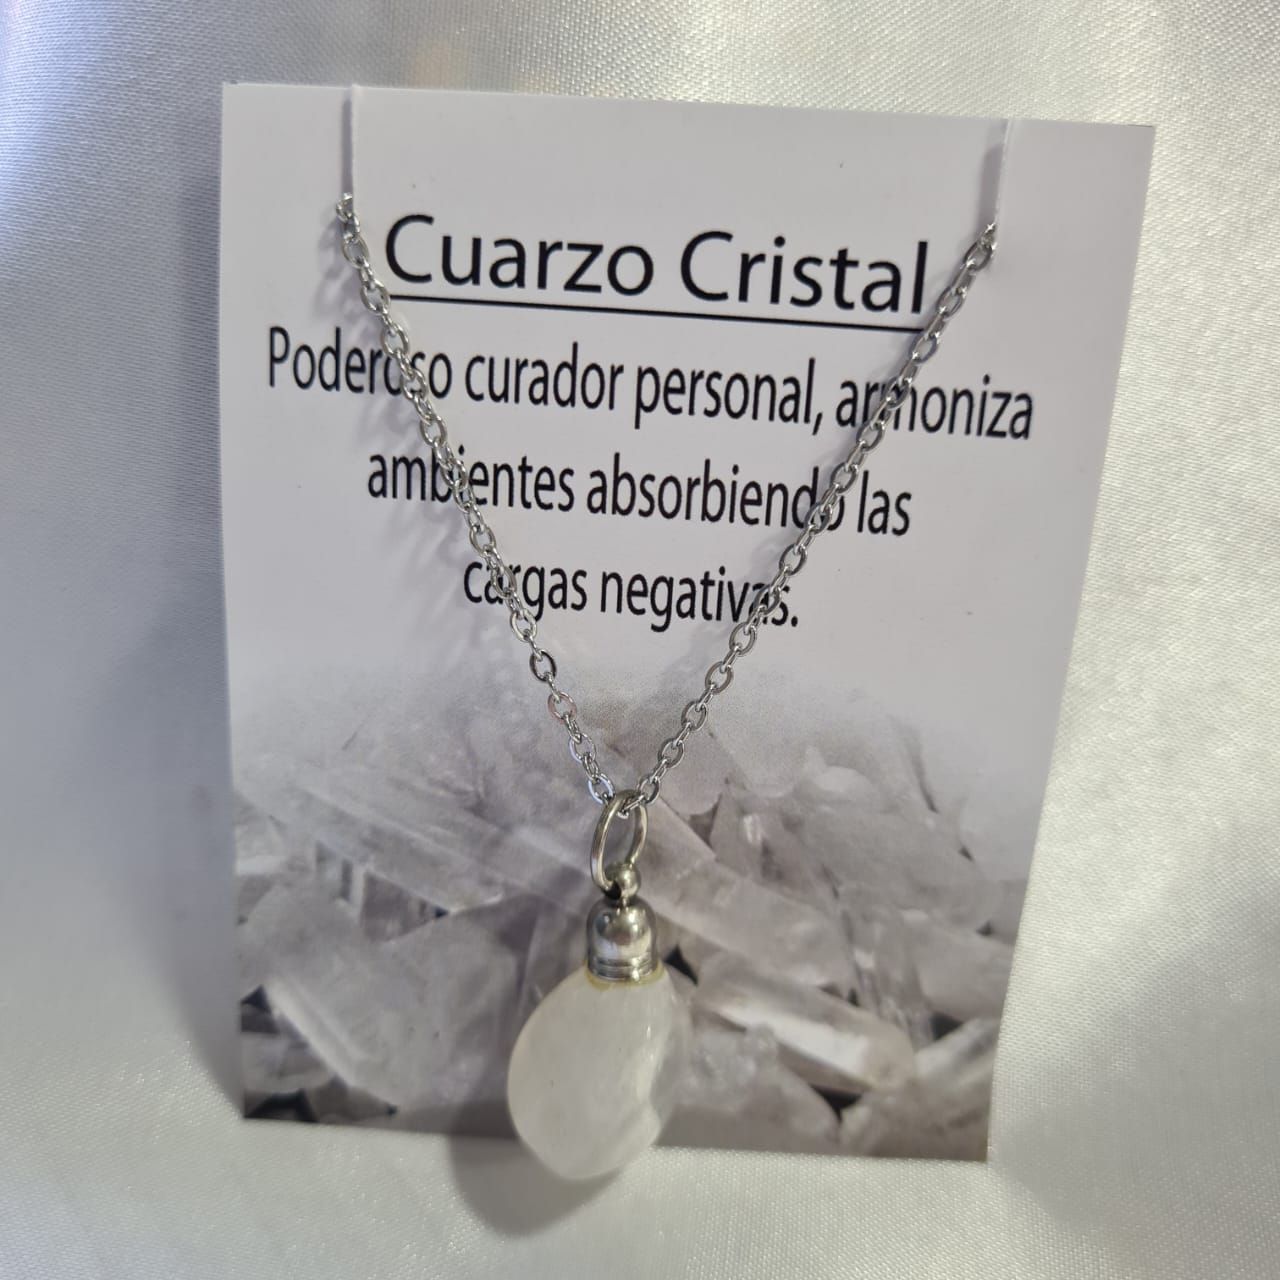 Cuarzo Cristal
Poderoso curador personal, armoniza
ambientes absorbiendo las
cargas negativas.